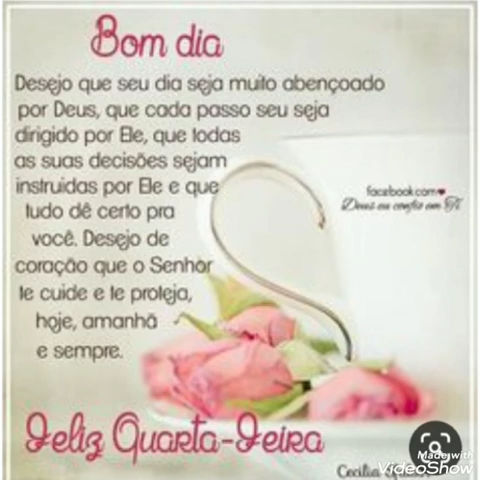 Bom dia
Desejo que seu dia seja muito abençoado
por Deus, que cada passo seu seja
dirigido por Ele, que todas
as suas decisões sejam
instruidas por Ele e que
tudo dê certo pra
você. Desejo de
coração que o Senhor
te cuide e te proteja,
hoje, amanhã
e sempre.
facebook.com
Deus eu confio em Ti
Feliz Quarta-Feira
Cecilia
Made with
VideoShow